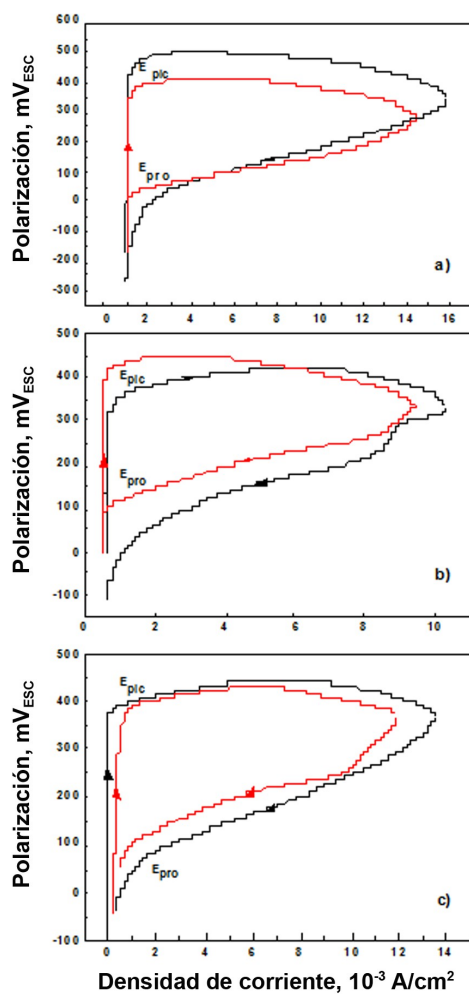 600
500
400
300
200
100
0
-100
-200
-300
Polarización, mVESC
E pic
E pro
a)
0 2 4 6 8 10 12 14 16
500
400
300
200
100
0
-100
Polarización, mVESC
Epic
Epro
b)
0 2 4 6 8 10
500
400
300
200
100
0
-100
Polarización, mVESC
Epic
Epro
c)
0 2 4 6 8 10 12 14
Densidad de corriente, 10-3 A/cm2